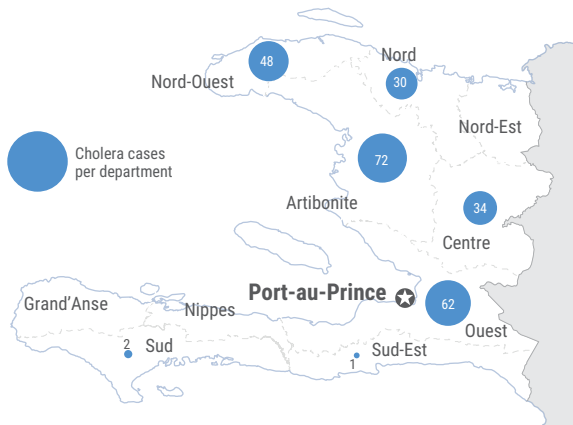 Nord
48
Nord-Ouest
30
Nord-Est
Cholera cases
per department
72
Artibonite
34
Centre
Port-au-Prince
62
Grand'Anse
Nippes
Ouest
2
Sud
Sud-Est
1